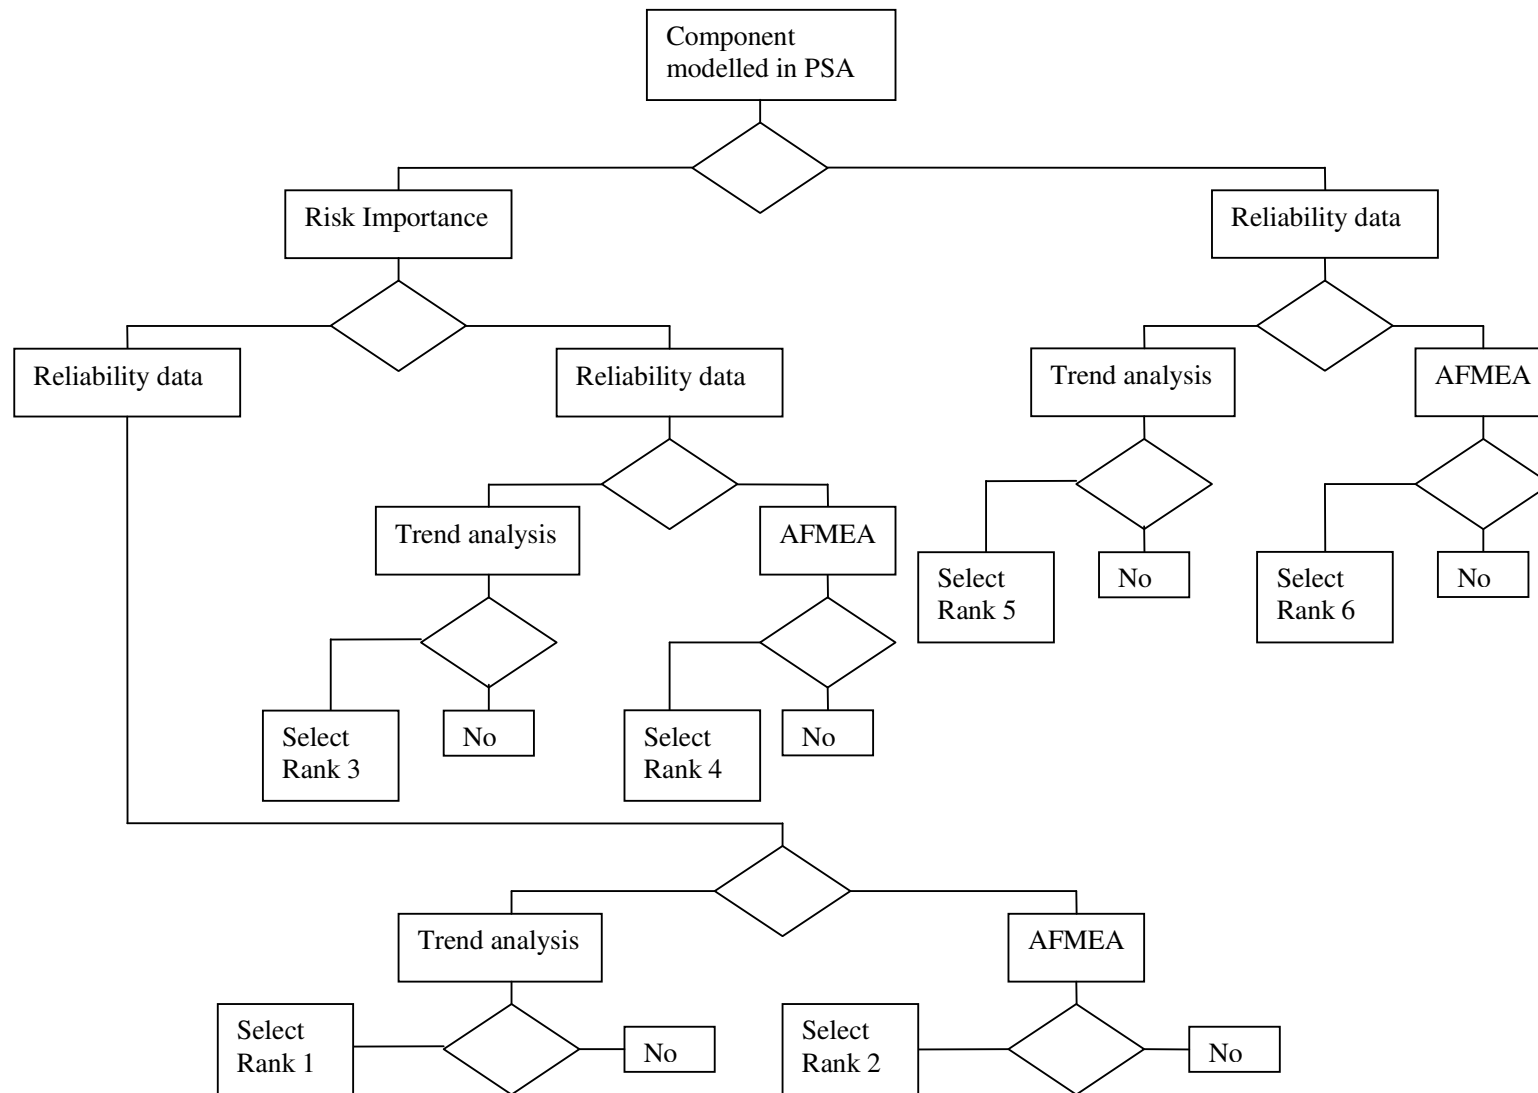 Component
modelled in PSA
Risk Importance
Reliability data
Reliability data
Reliability data
Trend analysis
AFMEA
Trend analysis
AFMEA
Select
Rank 5
No
Select
Rank 6
No
Select
Rank 3
No
Select
Rank 4
No
Trend analysis
AFMEA
Select
Rank 1
No
Select
Rank 2
No